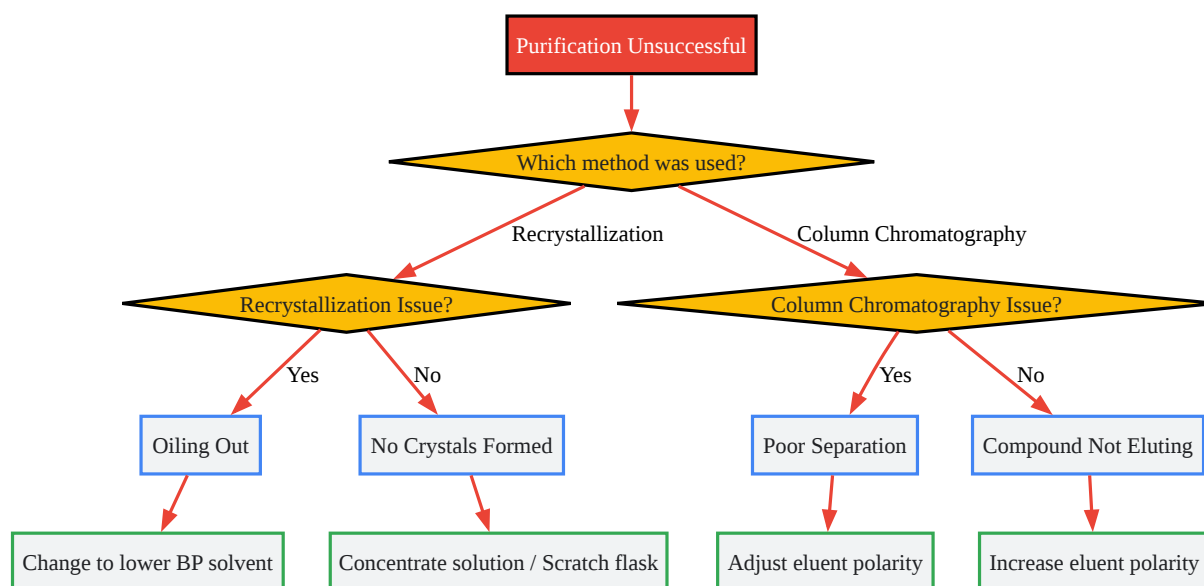 Purification Unsuccessful
Which method was used?
Recrystallization
Column Chromatography
Recrystallization Issue?
Column Chromatography Issue?
Yes
No
Yes
No
Oiling Out
No Crystals Formed
Poor Separation
Compound Not Eluting
Change to lower BP solvent
Concentrate solution / Scratch flask
Adjust eluent polarity
Increase eluent polarity